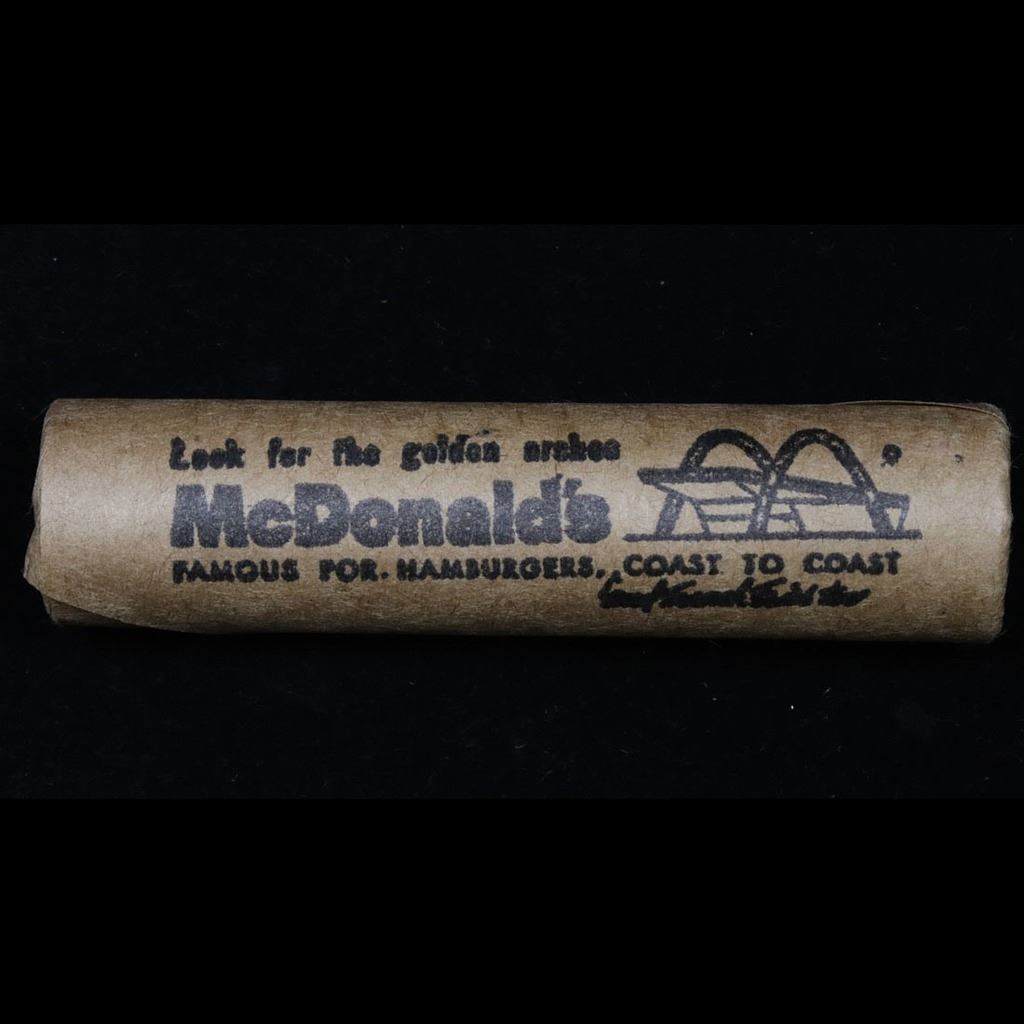 Look for the golden arches
McDonald's
®
FAMOUS FOR HAMBURGERS, COAST TO COAST